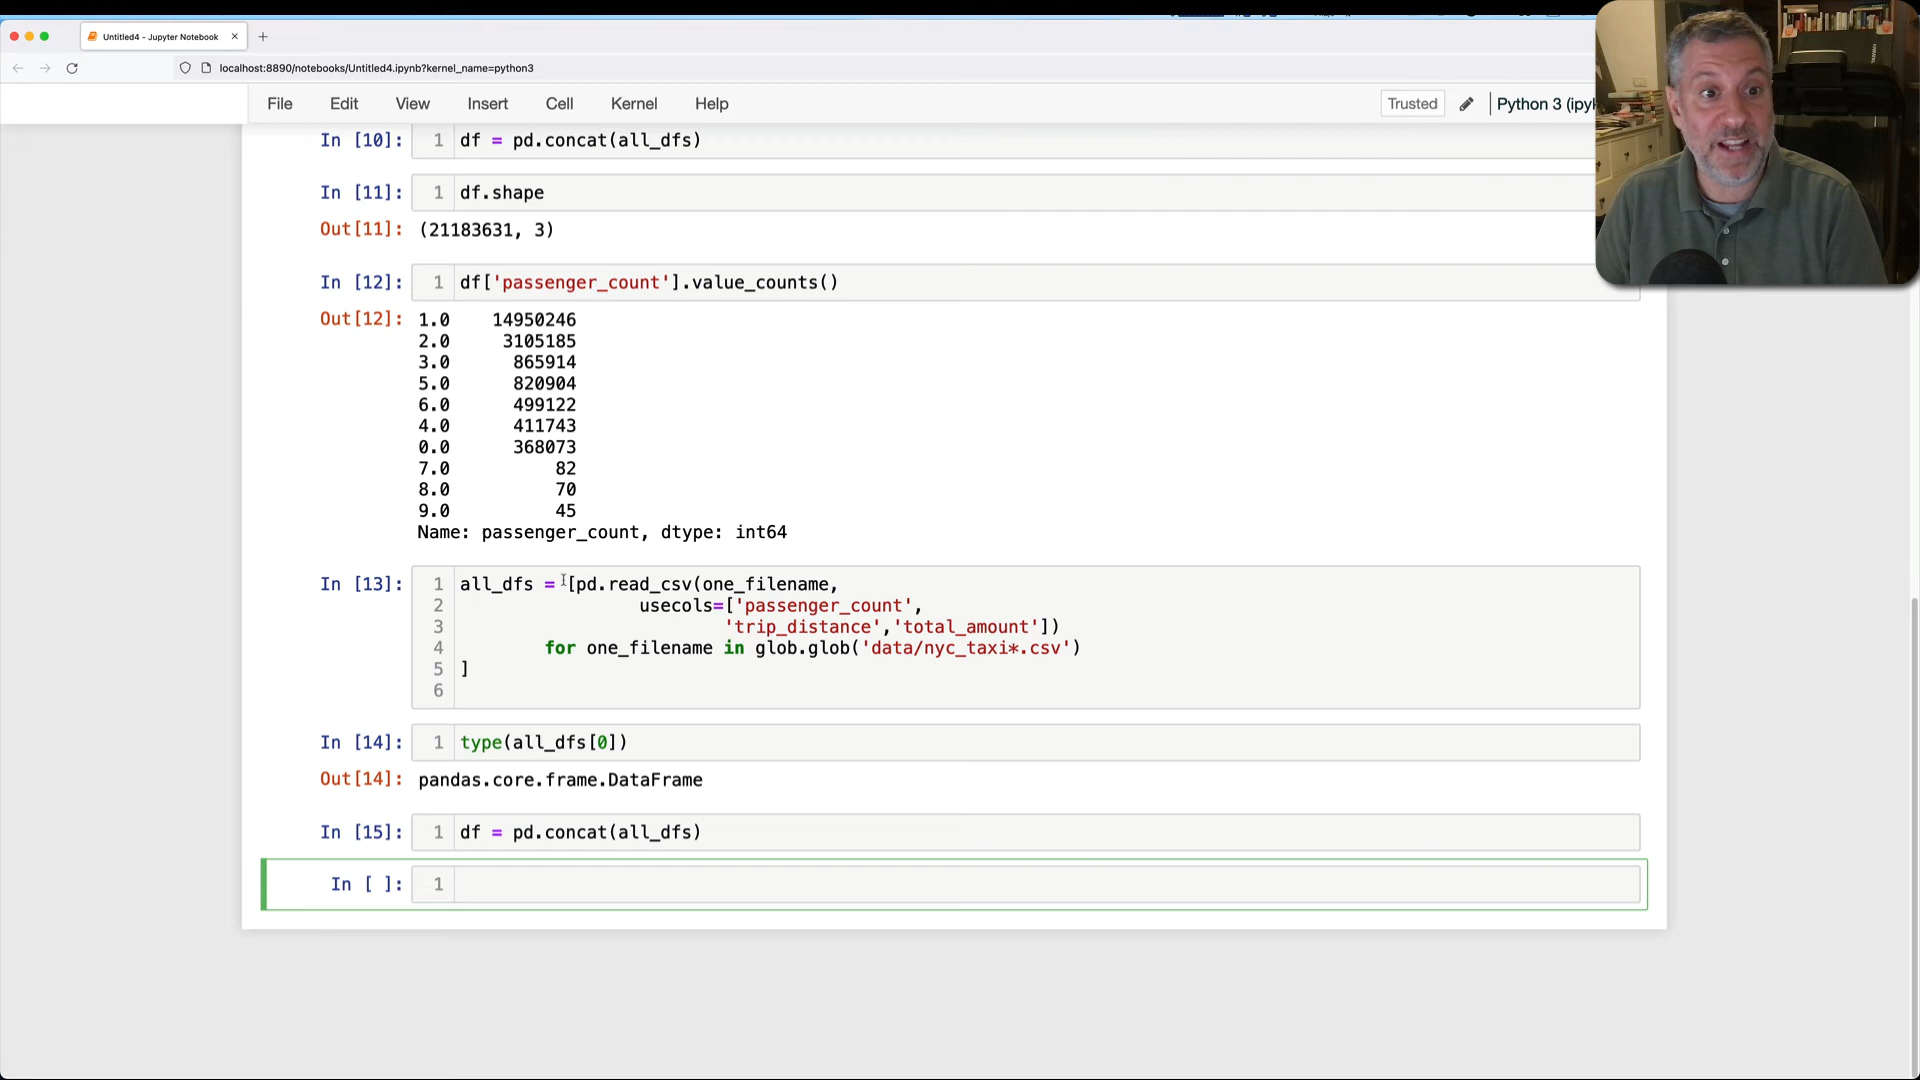 Untitled4 - Jupyter Notebook
localhost:8890/notebooks/Untitled4.ipynb?kernel_name=python3
File Edit View Insert Cell Kernel Help Trusted Python 3 (ipyk
In [10]: 1 df = pd.concat(all_dfs)
In [11]: 1 df.shape
Out[11]: (21183631, 3)
In [12]: 1 df['passenger_count'].value_counts()
Out[12]: 1.0 14950246
2.0 3105185
3.0 865914
5.0 820904
6.0 499122
4.0 411743
0.0 368073
7.0 82
8.0 70
9.0 45
Name: passenger_count, dtype: int64
In [13]: 1 all_dfs = [pd.read_csv(one_filename,
2 usecols=['passenger_count',
3 'trip_distance','total_amount'])
4 for one_filename in glob.glob('data/nyc_taxi*.csv')
5 ]
6
In [14]: 1 type(all_dfs[0])
Out[14]: pandas.core.frame.DataFrame
In [15]: 1 df = pd.concat(all_dfs)
In [ ]: 1